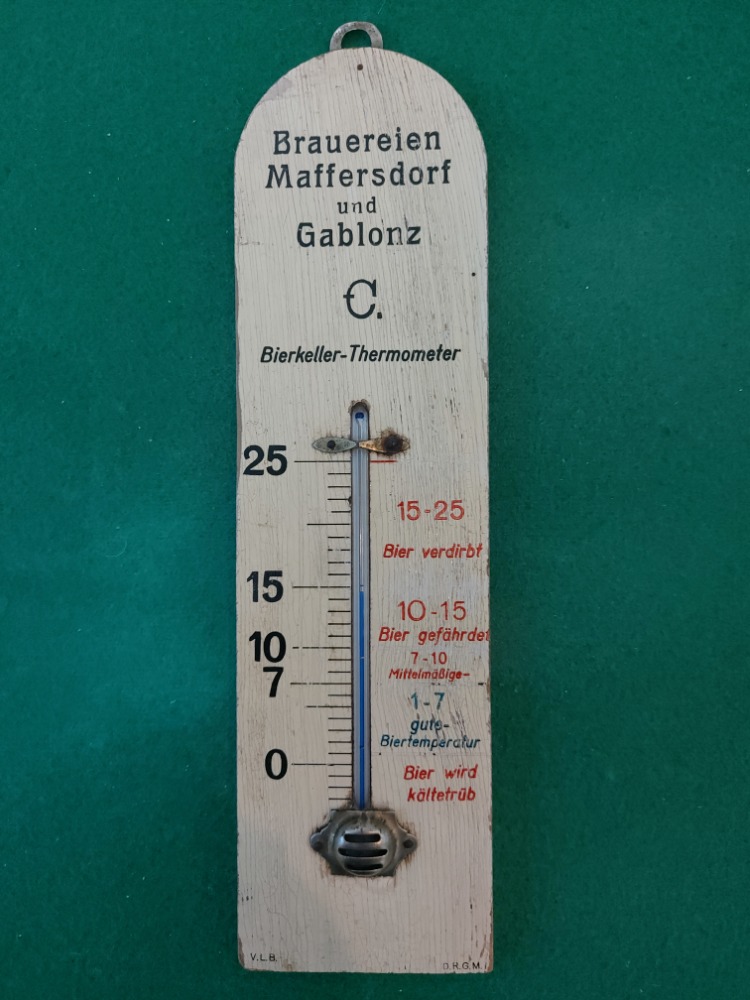 Brauereien
Maffersdorf
und
Gablonz
C.
Bierkeller-Thermometer
25
15-25
Bier verdirbt
15
10-15
Bier gefährdet
10
7-10
Mittelmäßige-
7
1-7
gute-
Biertemperatur
0
Bier wird
kältetrüb
V.L.B.
D.R.G.M.